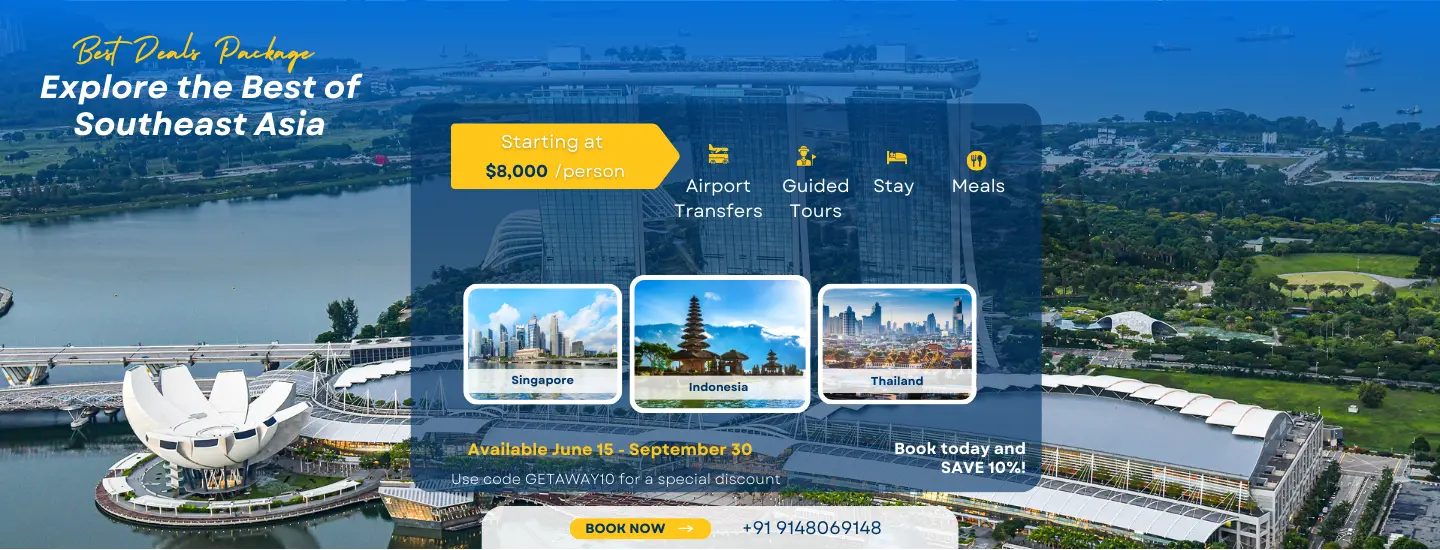 Best Deals Package
Explore the Best of
Southeast Asia
Starting at
$8,000 /person
Airport
Transfers
Guided
Tours
Stay
Meals
Singapore
Indonesia
Thailand
Available June 15 - September 30
Use code GETAWAY10 for a special discount
Book today and
SAVE 10%!
BOOK NOW →
+91 9148069148